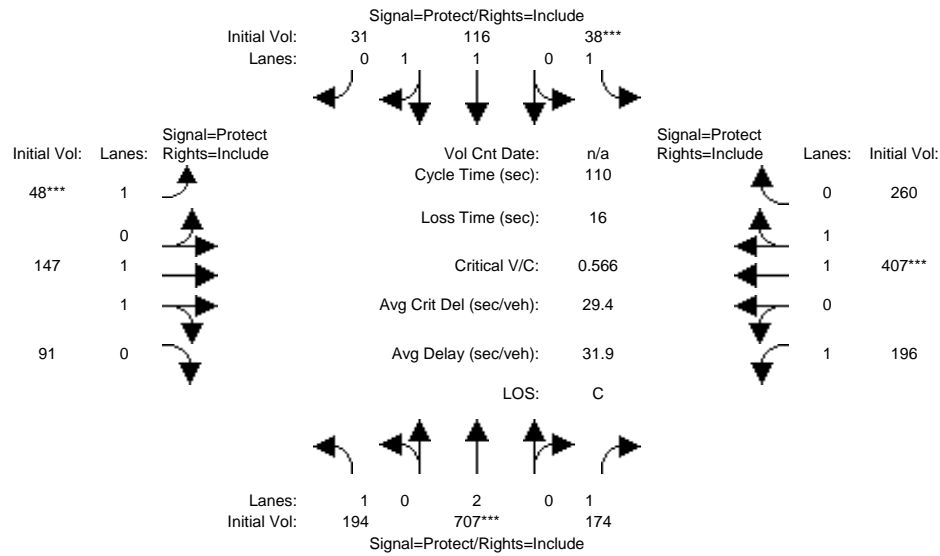 Signal=Protect/Rights=Include
Initial Vol: 31 116 38***
Lanes: 0 1 1 0 1
Signal=Protect
Initial Vol: Lanes: Rights=Include
Vol Cnt Date: n/a
Signal=Protect
Rights=Include Lanes: Initial Vol:
Cycle Time (sec): 110
48*** 1
0 260
Loss Time (sec): 16
0
1
147 1
Critical V/C: 0.566
1 407***
1
Avg Crit Del (sec/veh): 29.4
0
91 0
Avg Delay (sec/veh): 31.9
1 196
LOS: C
Lanes: 1 0 2 0 1
Initial Vol: 194 707*** 174
Signal=Protect/Rights=Include